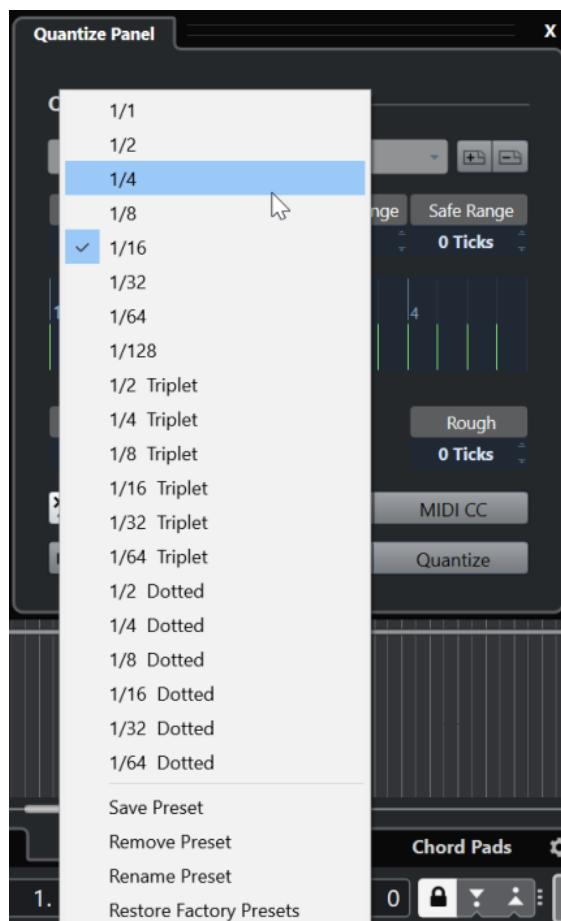 Quantize Panel X
1/1
1/2
1/4
1/8
nge Safe Range
1/16
0 Ticks
1/32
1/64
4
1/128
1/2 Triplet
1/4 Triplet
Rough
1/8 Triplet
0 Ticks
1/16 Triplet
1/32 Triplet
MIDI CC
1/64 Triplet
Quantize
1/2 Dotted
1/4 Dotted
1/8 Dotted
1/16 Dotted
1/32 Dotted
1/64 Dotted
Save Preset
Remove Preset
Chord Pads
Rename Preset
1. 0
Restore Factory Presets